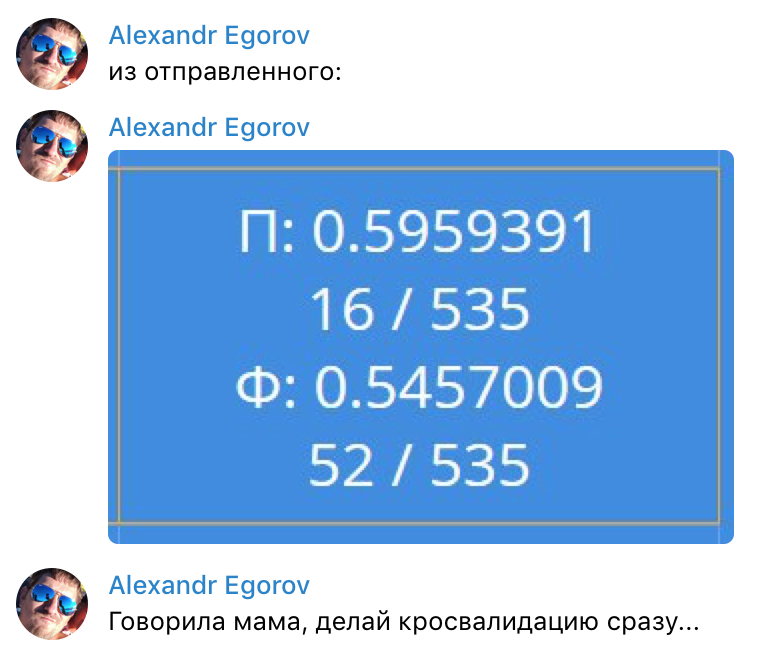 Alexandr Egorov
из отправленного:
Alexandr Egorov
П: 0.5959391
16 / 535
Ф: 0.5457009
52 / 535
Alexandr Egorov
Говорила мама, делай кросвалидацию сразу...